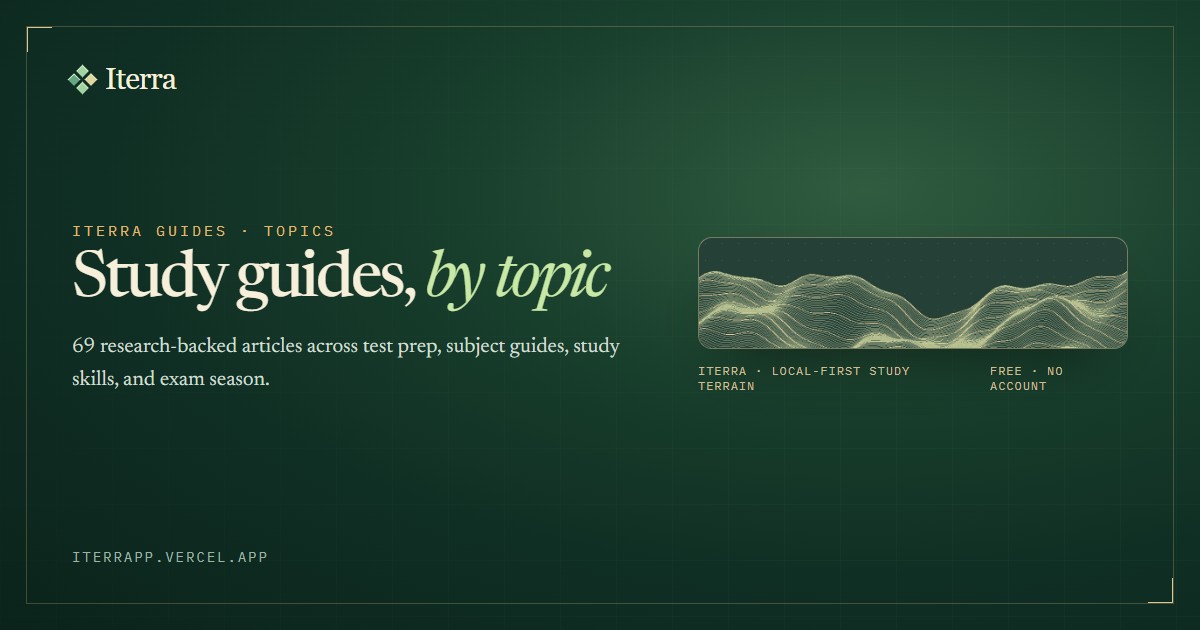 Iterra
ITERRA GUIDES · TOPICS
Study guides, by topic
69 research-backed articles across test prep, subject guides, study
skills, and exam season.
ITERRA · LOCAL-FIRST STUDY
TERRAIN
FREE · NO
ACCOUNT
ITERRAPP.VERCEL.APP